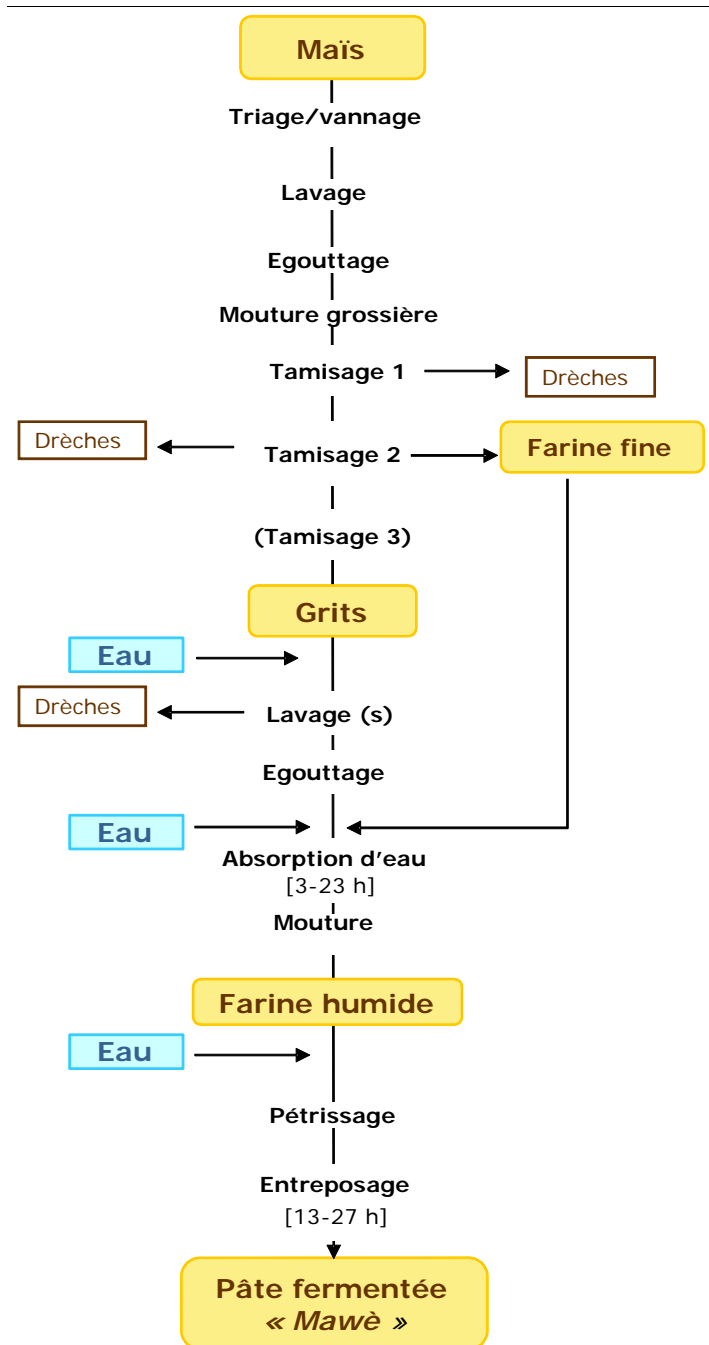 Maïs
Triage/vannage
Lavage
Egouttage
Mouture grossière
Tamisage 1
Drèches
Drèches
Tamisage 2
Farine fine
(Tamisage 3)
Grits
Eau
Drèches
Lavage (s)
Egouttage
Eau
Absorption d'eau
[3-23 h]
Mouture
Farine humide
Eau
Pétrissage
Entreposage
[13-27 h]
Pâte fermentée
« Mawè »